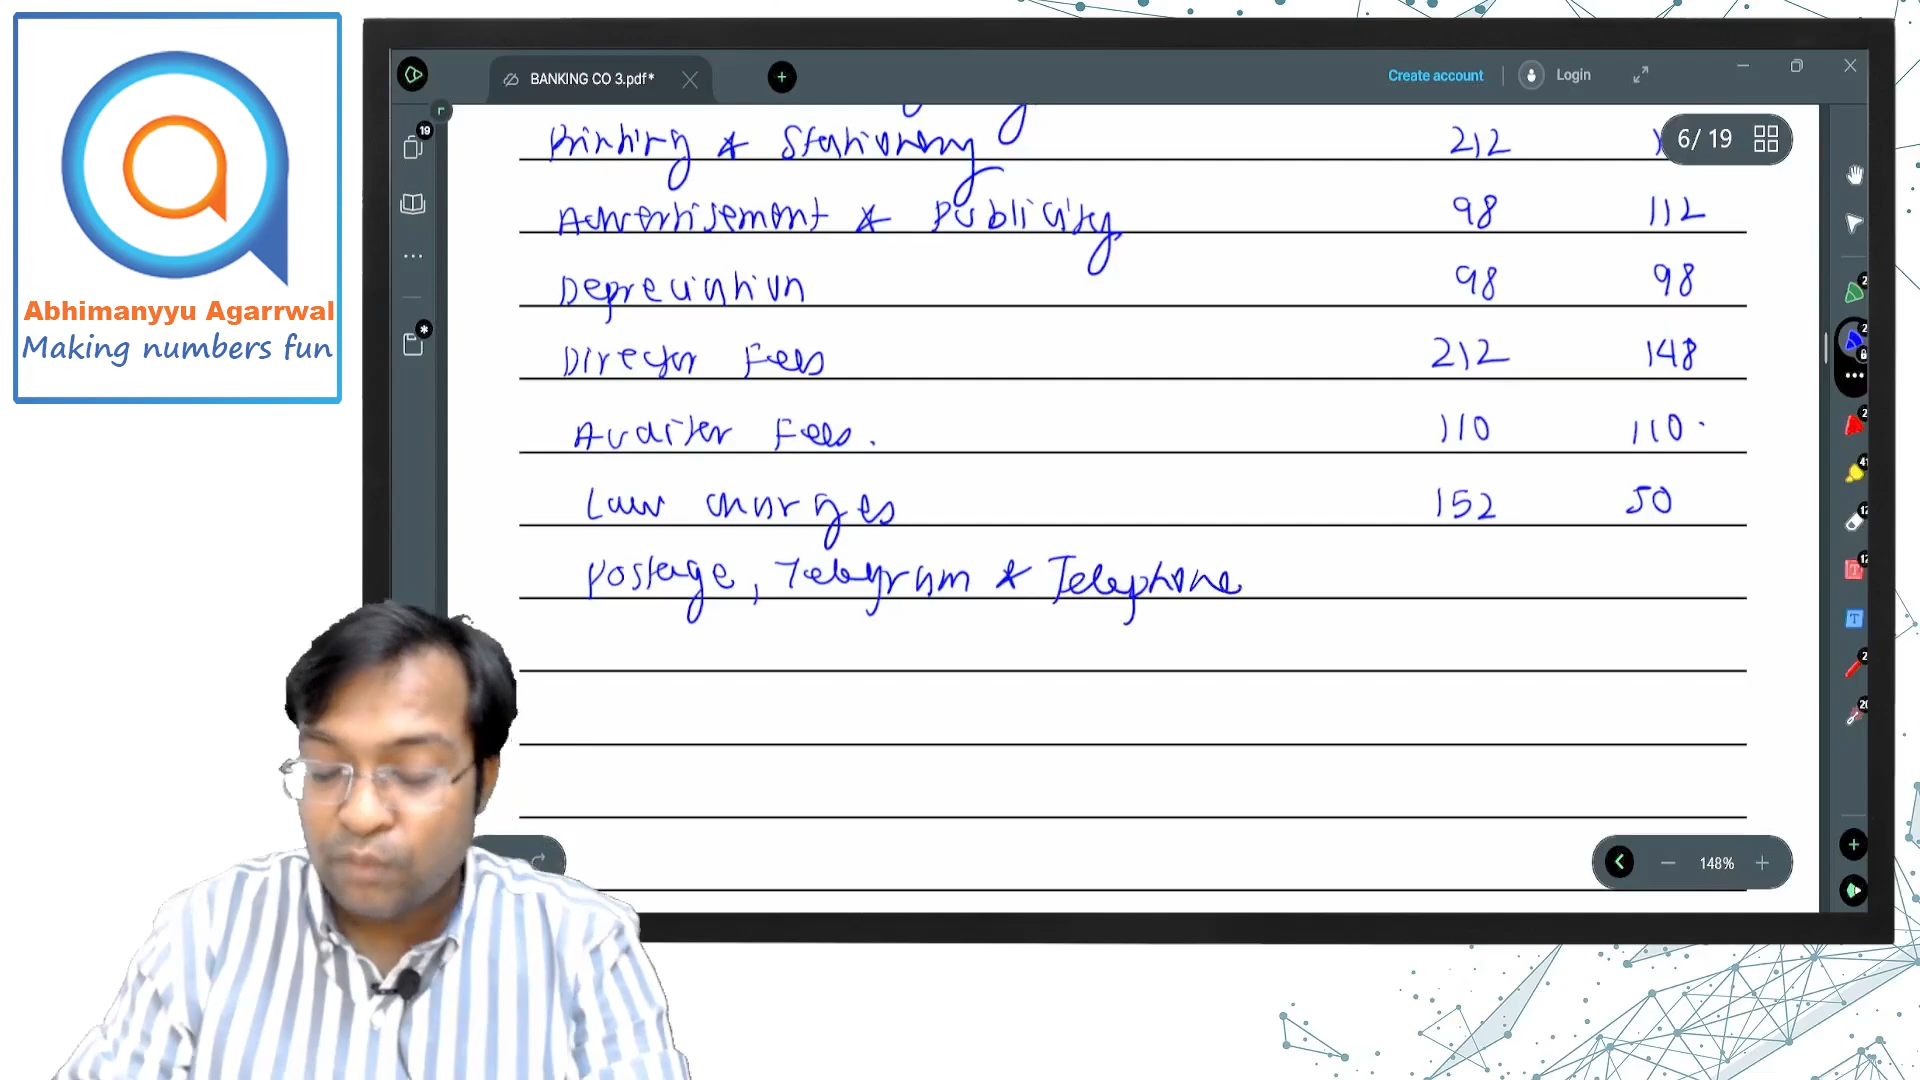 BANKING CO 3.pdf*
Create account
Login
19
6/19
Printing & Stationary 212
Advertisement & Publicity 98 112
Depreciation 98 98
Director Fees 212 148
Auditor Fees. 110 110
Law charges 152 50
Postage, Telegram & Telephone
148%
Abhimanyyu Agarrwal
Making numbers fun